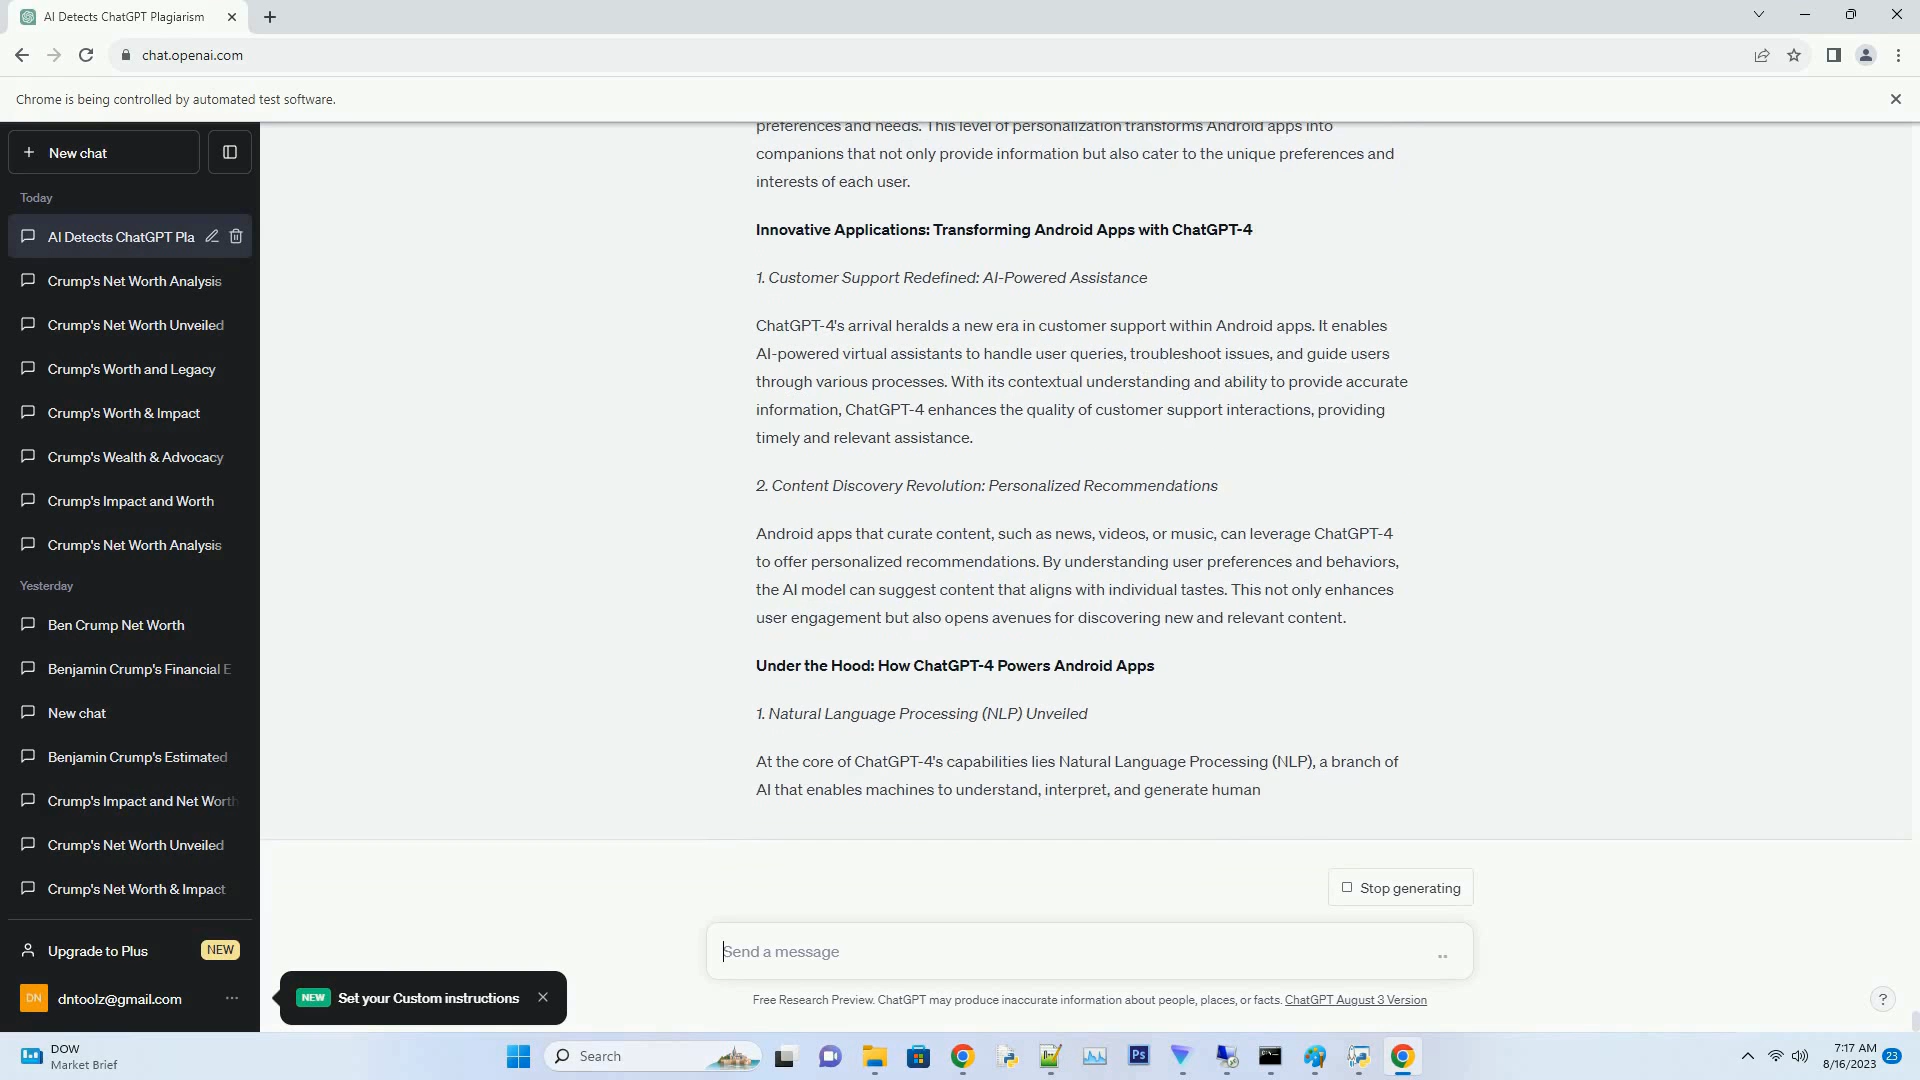 AI Detects ChatGPT Plagiarism
chat.openai.com
Chrome is being controlled by automated test software.
New chat
Today
AI Detects ChatGPT Pla
Crump's Net Worth Analysis
Crump's Net Worth Unveiled
Crump's Worth and Legacy
Crump's Worth & Impact
Crump's Wealth & Advocacy
Crump's Impact and Worth
Crump's Net Worth Analysis
Yesterday
Ben Crump Net Worth
Benjamin Crump's Financial E
New chat
Benjamin Crump's Estimated
Crump's Impact and Net Worth
Crump's Net Worth Unveiled
Crump's Net Worth & Impact
Upgrade to Plus NEW
DN dntoolz@gmail.com
preferences and needs. This level of personalization transforms Android apps into
companions that not only provide information but also cater to the unique preferences and
interests of each user.
Innovative Applications: Transforming Android Apps with ChatGPT-4
1. Customer Support Redefined: AI-Powered Assistance
ChatGPT-4's arrival heralds a new era in customer support within Android apps. It enables
AI-powered virtual assistants to handle user queries, troubleshoot issues, and guide users
through various processes. With its contextual understanding and ability to provide accurate
information, ChatGPT-4 enhances the quality of customer support interactions, providing
timely and relevant assistance.
2. Content Discovery Revolution: Personalized Recommendations
Android apps that curate content, such as news, videos, or music, can leverage ChatGPT-4
to offer personalized recommendations. By understanding user preferences and behaviors,
the AI model can suggest content that aligns with individual tastes. This not only enhances
user engagement but also opens avenues for discovering new and relevant content.
Under the Hood: How ChatGPT-4 Powers Android Apps
1. Natural Language Processing (NLP) Unveiled
At the core of ChatGPT-4's capabilities lies Natural Language Processing (NLP), a branch of
AI that enables machines to understand, interpret, and generate human
Stop generating
Send a message
NEW Set your Custom instructions
Free Research Preview. ChatGPT may produce inaccurate information about people, places, or facts. ChatGPT August 3 Version
?
DOW
Market Brief
Search
Ps
7:17 AM
8/16/2023
23